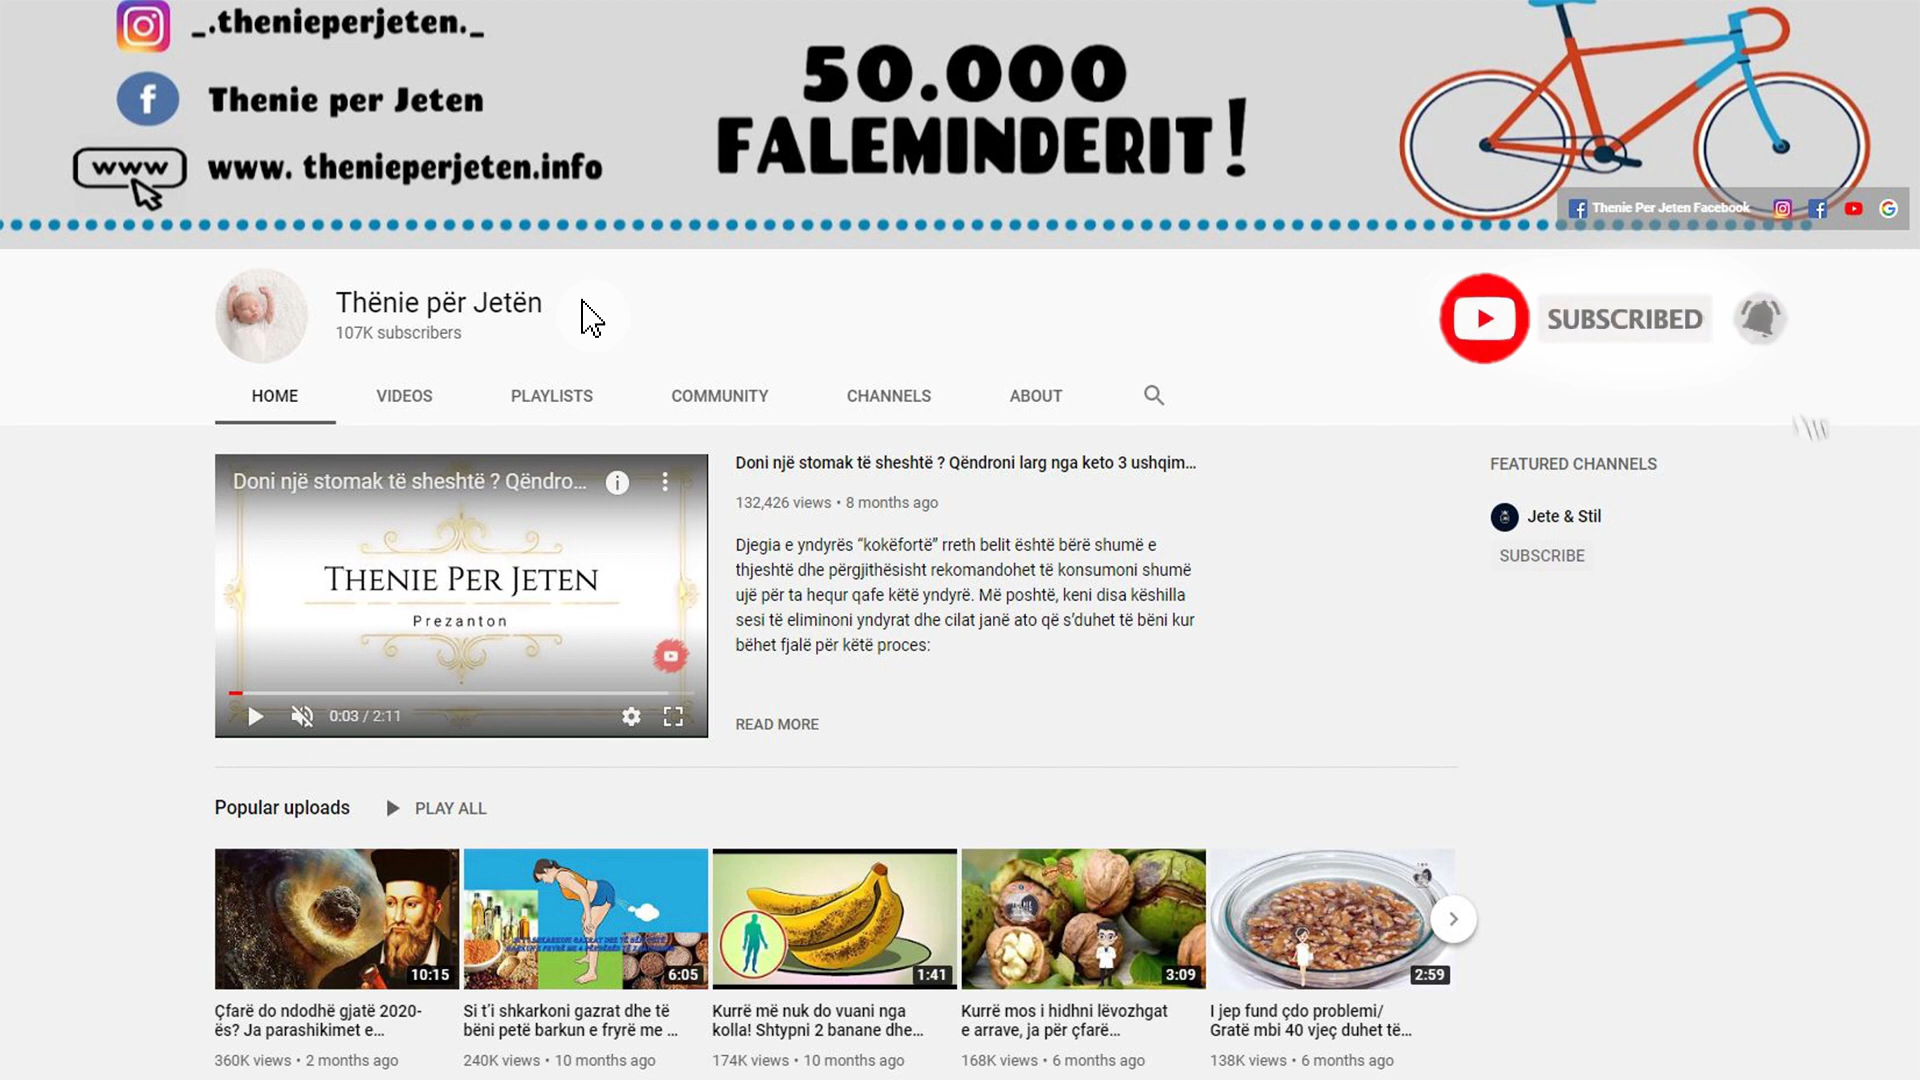 _.thenieperjeten._
Thenie per Jeten
www
www. thenieperjeten.info
50.000
FALEMINDERIT!
Thenie Per Jeten Facebook
Thënie për Jetën
107K subscribers
SUBSCRIBED
HOME
VIDEOS
PLAYLISTS
COMMUNITY
CHANNELS
ABOUT
Doni një stomak të sheshtë ? Qëndro...
THENIE PER JETEN
Prezanton
0:03 / 2:11
Doni një stomak të sheshtë ? Qëndroni larg nga keto 3 ushqim...
132,426 views • 8 months ago
Djegia e yndyrës “kokëfortë” rreth belit është bërë shumë e
thjeshtë dhe përgjithësisht rekomandohet të konsumoni shumë
ujë për ta hequr qafe këtë yndyrë. Më poshtë, keni disa këshilla
sesi të eliminoni yndyrat dhe cilat janë ato që s’duhet të bëni kur
bëhet fjalë për këtë proces:
READ MORE
FEATURED CHANNELS
Jete & Stil
SUBSCRIBE
Popular uploads
PLAY ALL
10:15
6:05
1:41
3:09
2:59
Çfarë do ndodhë gjatë 2020-
ës? Ja parashikimet e...
360K views • 2 months ago
Si t’i shkarkoni gazrat dhe të
bëni petë barkun e fryrë me ...
240K views • 10 months ago
Kurrë më nuk do vuani nga
kolla! Shtypni 2 banane dhe...
174K views • 10 months ago
Kurrë mos i hidhni lëvozhgat
e arrave, ja për çfarë...
168K views • 6 months ago
I jep fund çdo problemi/
Gratë mbi 40 vjeç duhet të...
138K views • 6 months ago